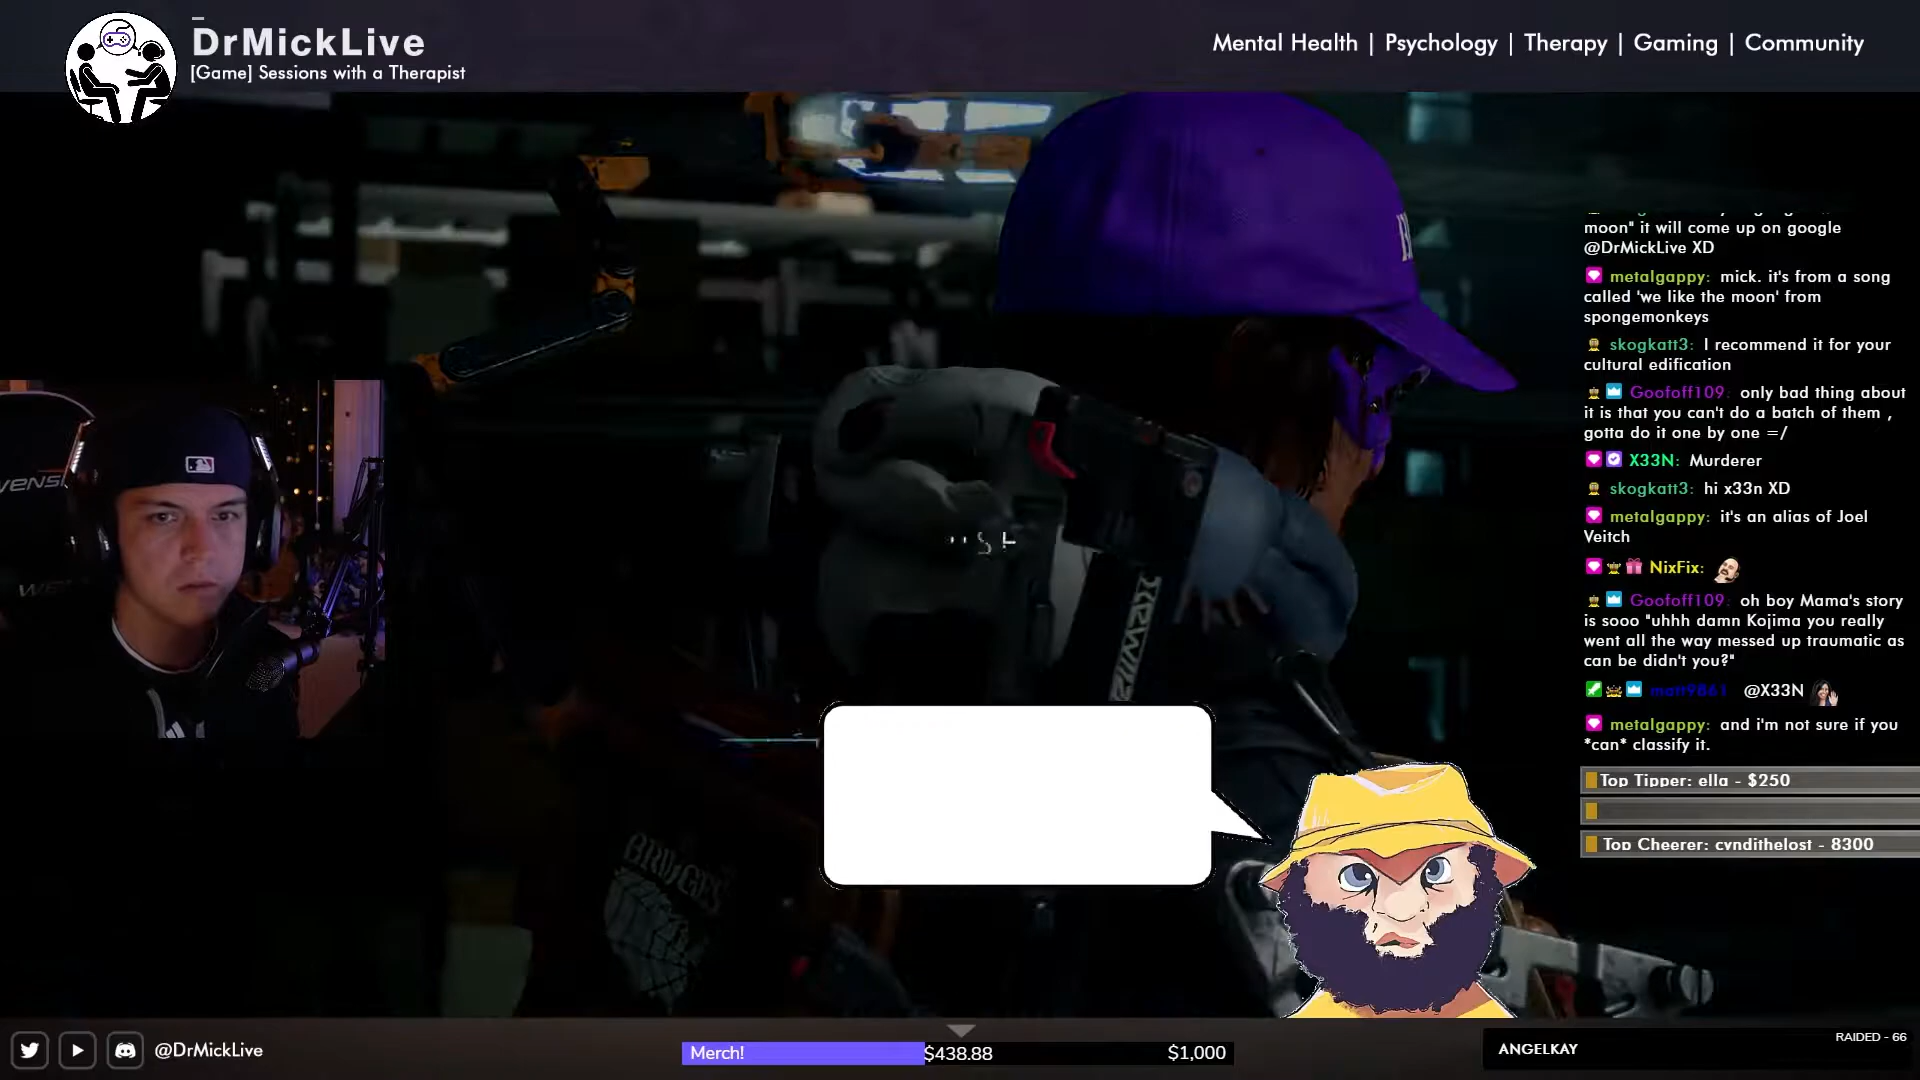 DrMickLive
[Game] Sessions with a Therapist
Mental Health | Psychology | Therapy | Gaming | Community
moon" it will come up on google
@DrMickLive XD
metalgappy: mick. it's from a song
called 'we like the moon' from
spongemonkeys
skogkatt3: I recommend it for your
cultural edification
Goofoff109: only bad thing about
it is that you can't do a batch of them ,
gotta do it one by one =/
X33N: Murderer
skogkatt3: hi x33n XD
metalgappy: it's an alias of Joel
Veitch
NixFix:
Goofoff109: oh boy Mama's story
is sooo "uhhh damn Kojima you really
went all the way messed up traumatic as
can be didn't you?"
matt9861 @X33N
metalgappy: and i'm not sure if you
*can* classify it.
Top Tipper: ella - $250
Top Cheerer: cyndithelost - 8300
BRIDGES
@DrMickLive
Merch!
$438.88
$1,000
RAIDED - 66
ANGELKAY